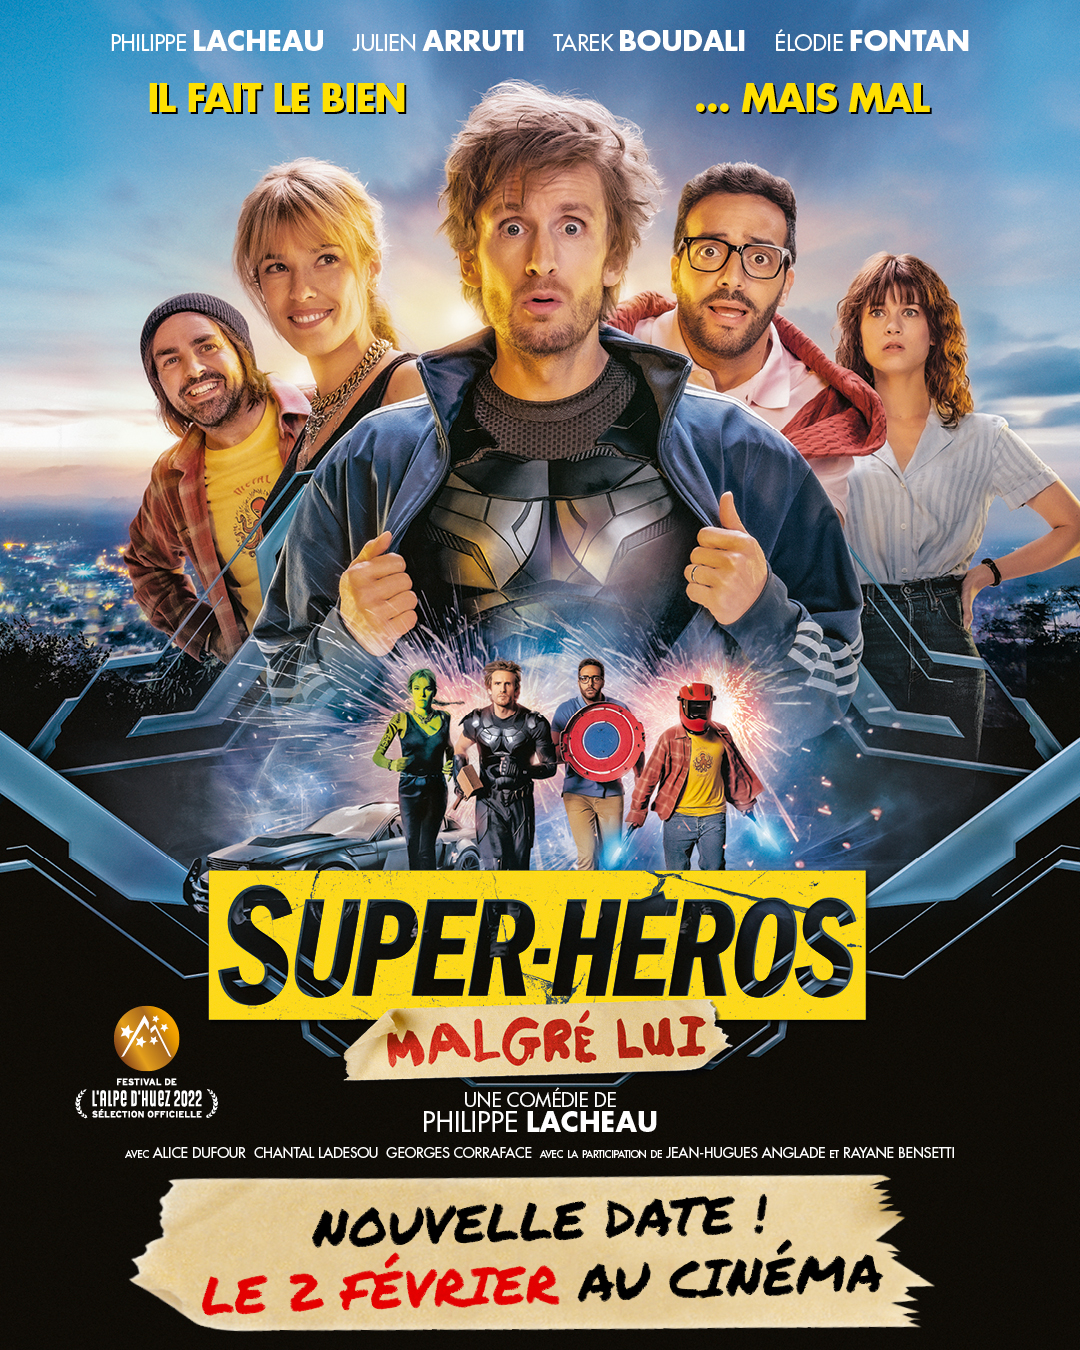 PHILIPPE LACHEAU JULIEN ARRUTI TAREK BOUDALI ÉLODIE FONTAN
IL FAIT LE BIEN ... MAIS MAL
SUPER-HÉROS
MALGRÉ LUI
FESTIVAL DE
L'ALPE D'HUEZ 2022
SÉLECTION OFFICIELLE
UNE COMÉDIE DE
PHILIPPE LACHEAU
AVEC ALICE DUFOUR CHANTAL LADESOU GEORGES CORRAFACE AVEC LA PARTICIPATION DE JEAN-HUGUES ANGLADE ET RAYANE BENSETTI
NOUVELLE DATE !
LE 2 FÉVRIER AU CINÉMA